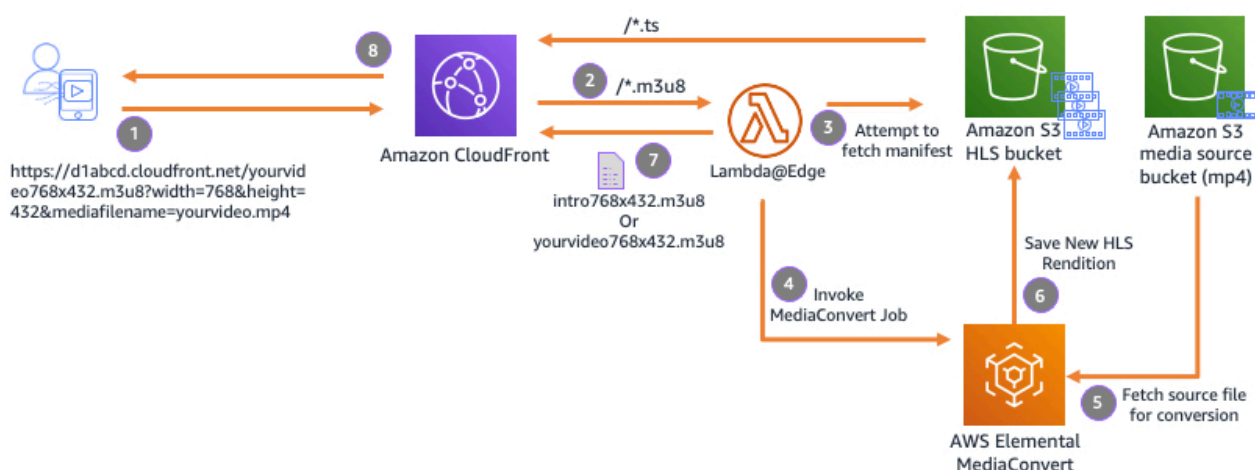 /*.ts
8
2
/*.m3u8
1
Amazon CloudFront
3
Attempt to
fetch manifest
Lambda@Edge
Amazon S3
HLS bucket
Amazon S3
media source
bucket (mp4)
https://d1abcd.cloudfront.net/yourvid
eo768x432.m3u8?width=768&height=
432&mediafilename=yourvideo.mp4
7
intro768x432.m3u8
Or
yourvideo768x432.m3u8
4
Invoke
MediaConvert Job
Save New HLS
Rendition
6
5
Fetch source file
for conversion
AWS Elemental
MediaConvert